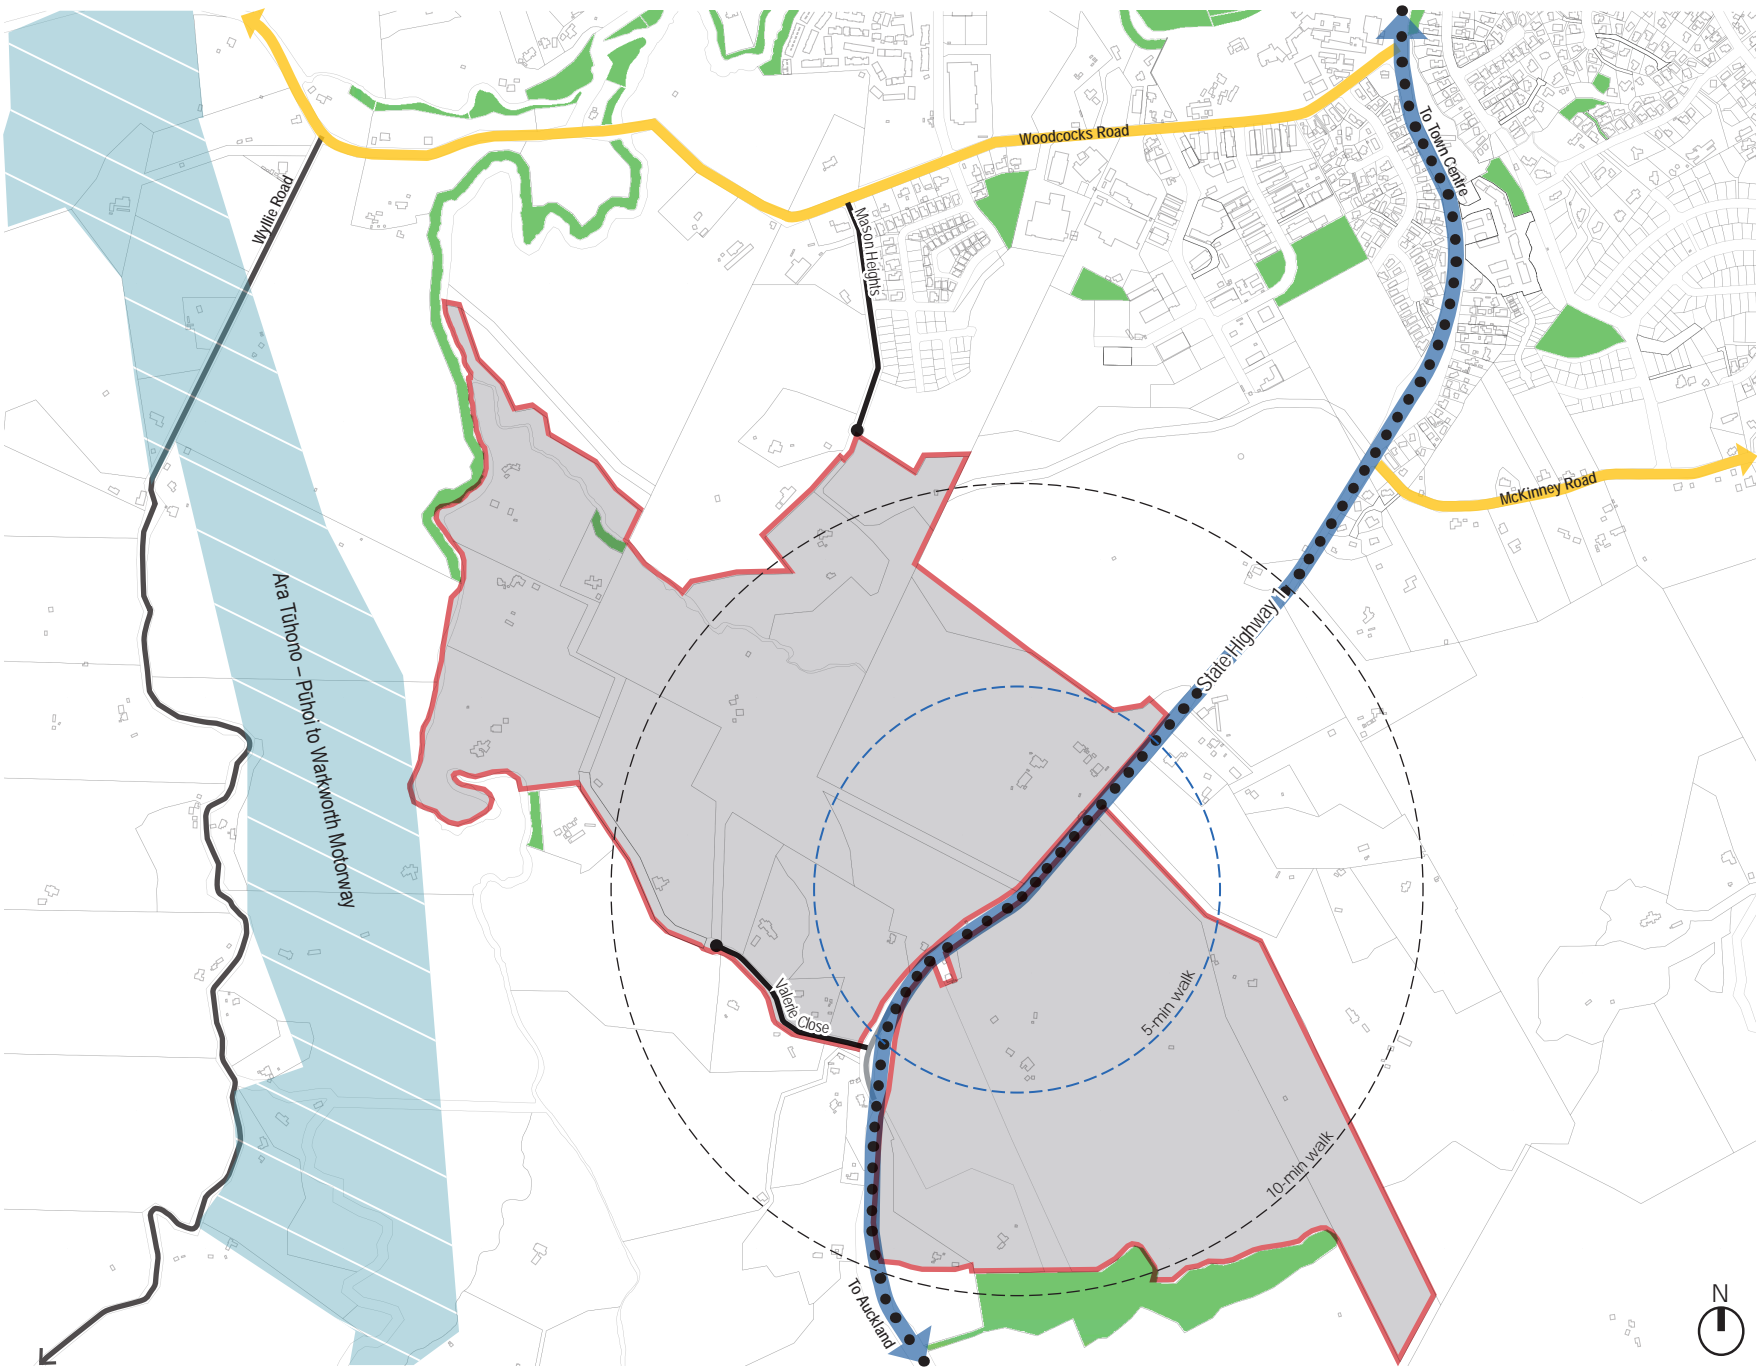 Woodcocks Road
To Town Centre
Wyllie Road
Mason Heights
McKinney Road
Ara Tūhono – Pūhoi to Warkworth Motorway
State Highway 1
5-min walk
Valerie Close
10-min walk
To Auckland
N